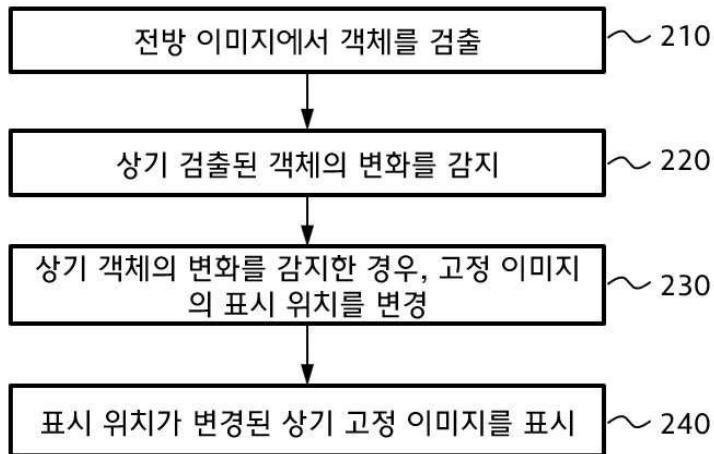 전방 이미지에서 객체를 검출 210
상기 검출된 객체의 변화를 감지 220
상기 객체의 변화를 감지한 경우, 고정 이미지
의 표시 위치를 변경 230
표시 위치가 변경된 상기 고정 이미지를 표시 240